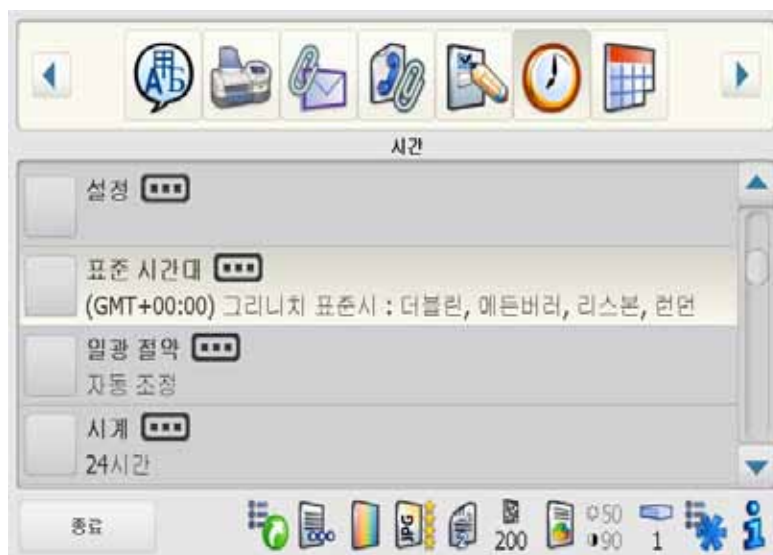 시간
설정
표준 시간대
(GMT+00:00) 그리니치 표준시 : 더블린, 에든버러, 리스본, 런던
일광 절약
자동 조정
시계
24시간
종료
JPG
200
50
90
1